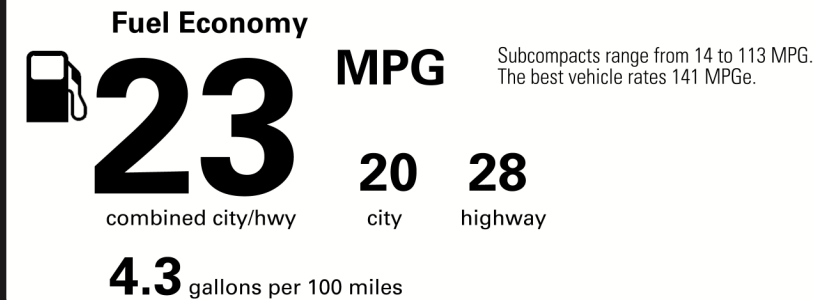 Fuel Economy
23
MPG
Subcompacts range from 14 to 113 MPG.
The best vehicle rates 141 MPGe.
combined city/hwy
20
city
28
highway
4.3 gallons per 100 miles